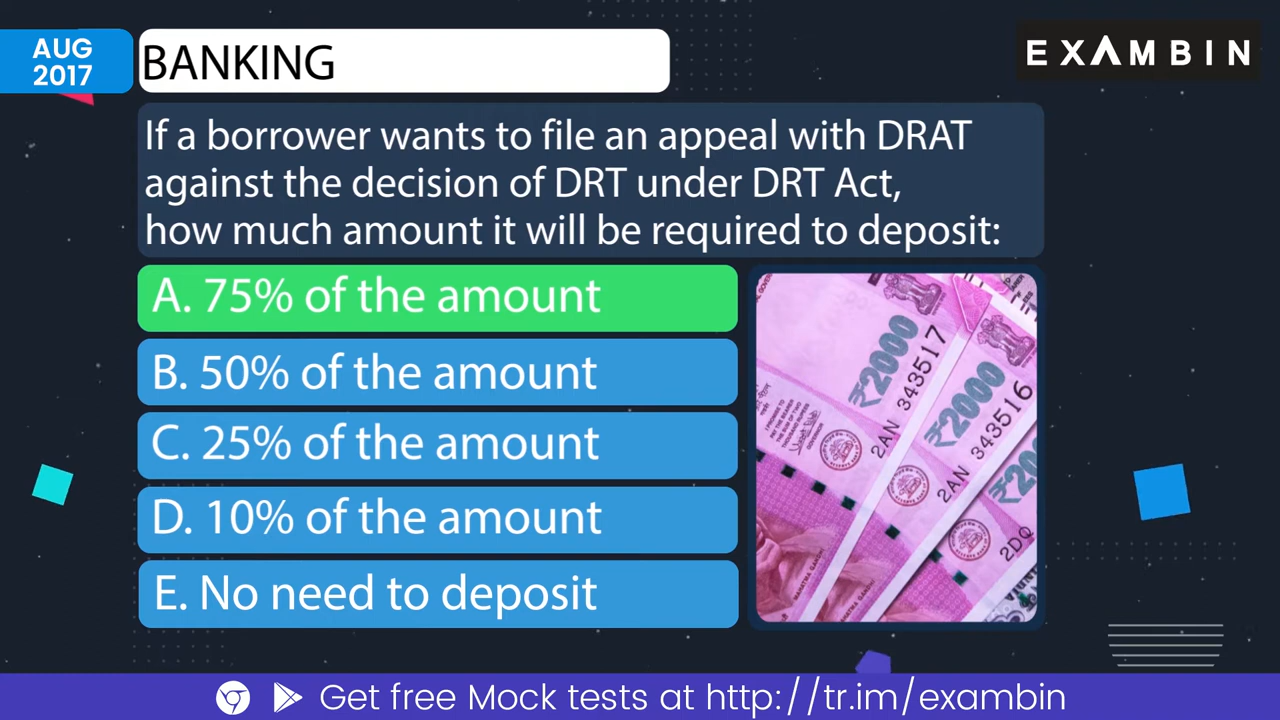 AUG
2017
BANKING
EXAMBIN
If a borrower wants to file an appeal with DRAT
against the decision of DRT under DRT Act,
how much amount it will be required to deposit:
A. 75% of the amount
B. 50% of the amount
C. 25% of the amount
D. 10% of the amount
E. No need to deposit
₹2000
2AN 343517
₹2000
2AN 343516
2DQ
Get free Mock tests at http://tr.im/exambin